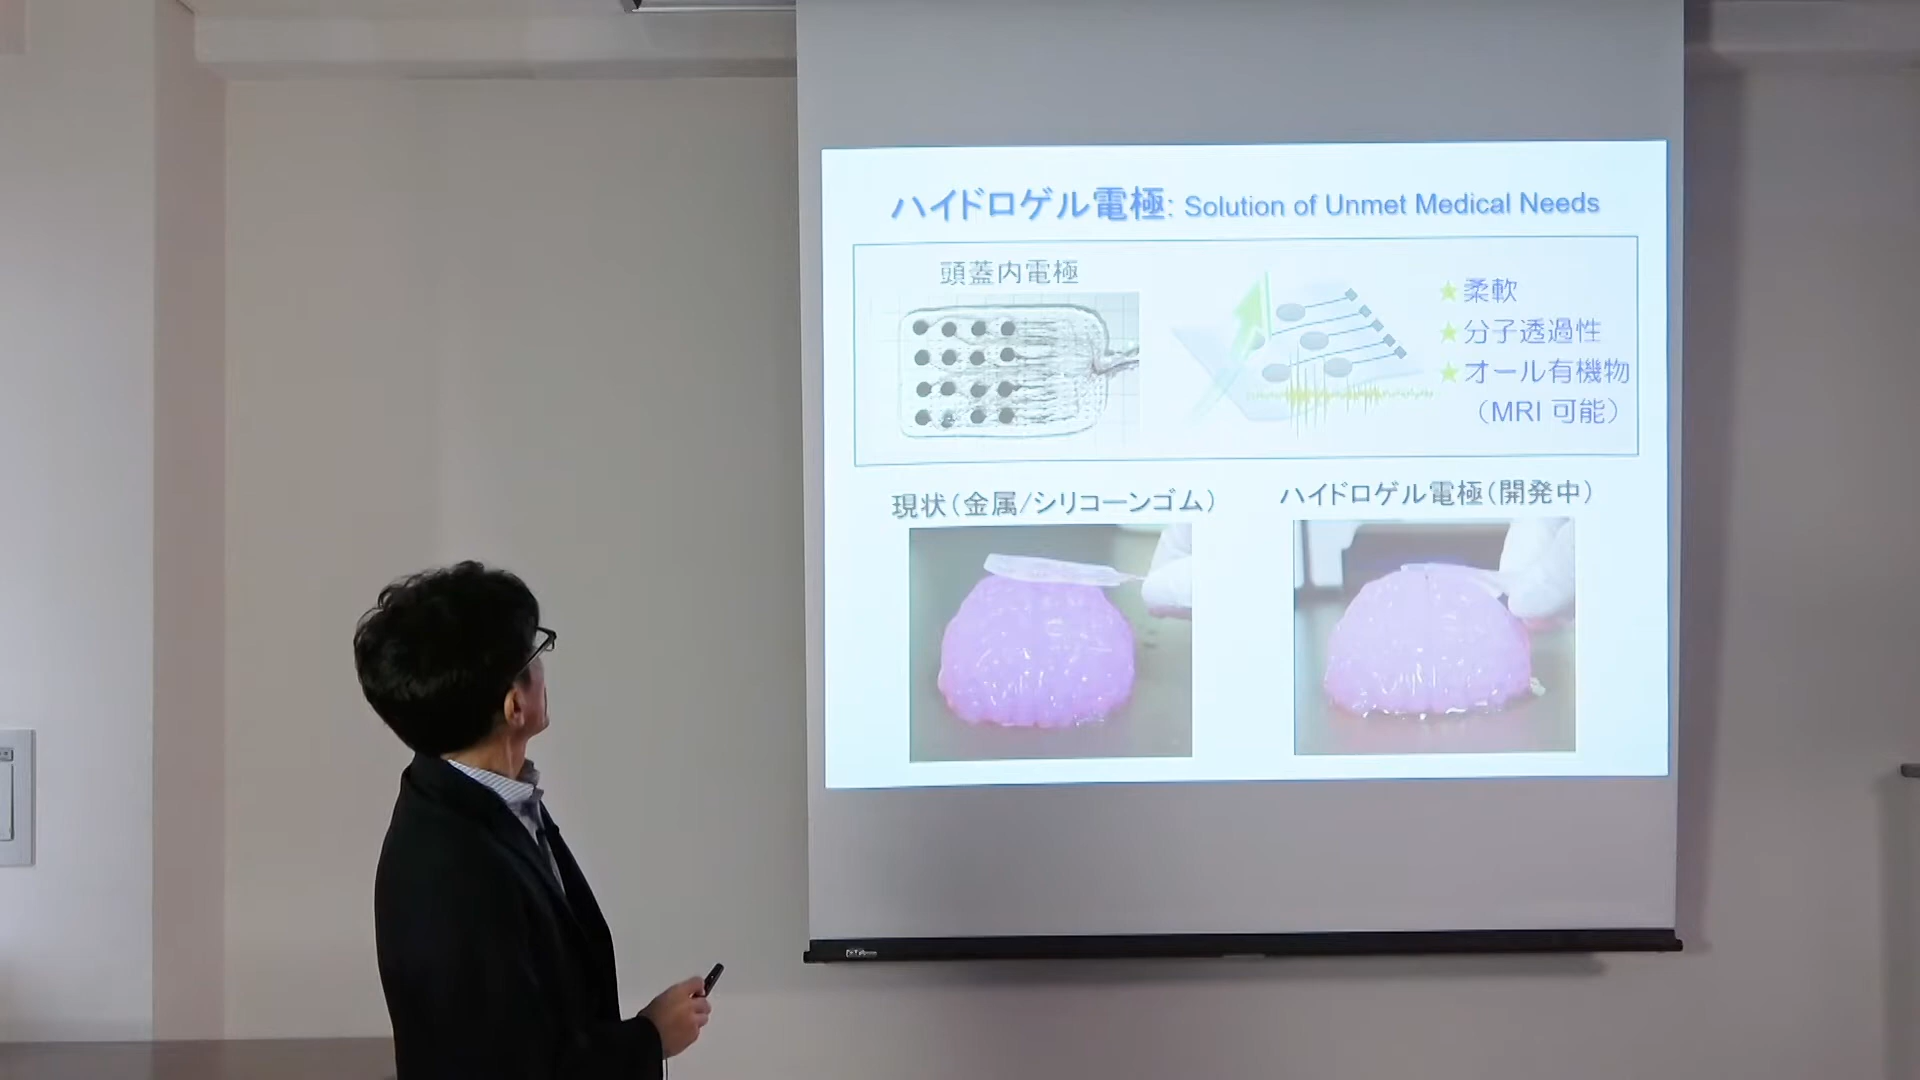 ハイドロゲル電極: Solution of Unmet Medical Needs
頭蓋内電極
★柔軟
★分子透過性
★オール有機物
（MRI 可能）
現状（金属/シリコーンゴム）
ハイドロゲル電極（開発中）